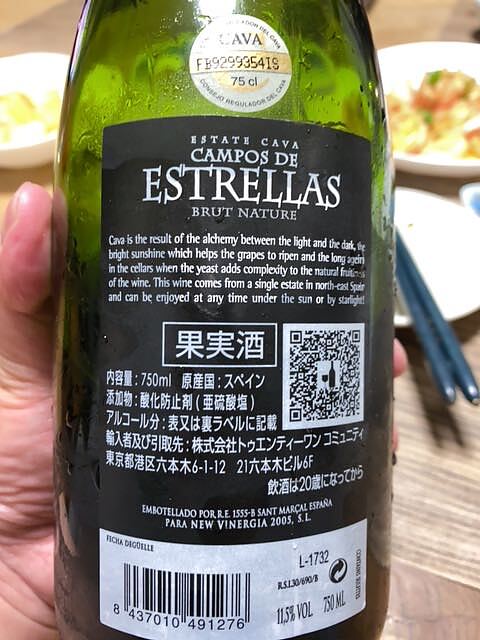 CAVA
FB9299354IS
75 cl
CONSEJO REGULADOR DEL CAVA
ESTATE CAVA
CAMPOS DE
ESTRELLAS
BRUT NATURE
Cava is the result of the alchemy between the light and the dark, the
bright sunshine which helps the grapes to ripen and the long ageing
in the cellars when the yeast adds complexity to the natural fruitiness
of the wine. This wine comes from a single estate in north-east Spain
and can be enjoyed at any time under the sun or by starlight!
果実酒
内容量:750ml 原産国:スペイン
添加物:酸化防止剤(亜硫酸塩)
アルコール分:表又は裏ラベルに記載
輸入者及び引取先:株式会社トゥエンティーワン コミュニティ
東京都港区六本木6-1-12 21六本木ビル6F
飲酒は20歳になってから
EMBOTELLADO POR R.E. 1555-B SANT MARÇAL ESPAÑA
PARA NEW VINERGIA 2005, S.L.
FECHA DEGÜELLE
L-1732
R.S.I.30/690/B
CONTAINS SULFITES
11,5% VOL 750 ML
8 437010 491276